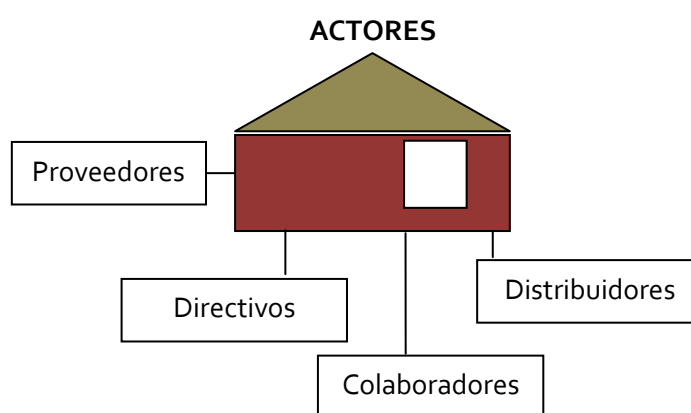 ACTORES
Proveedores
Directivos
Distribuidores
Colaboradores